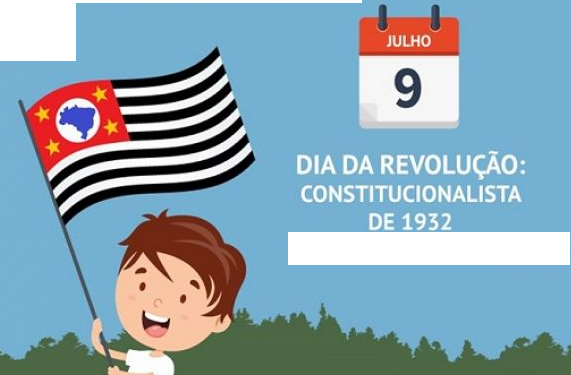 JULHO
9
DIA DA REVOLUÇÃO:
CONSTITUCIONALISTA
DE 1932